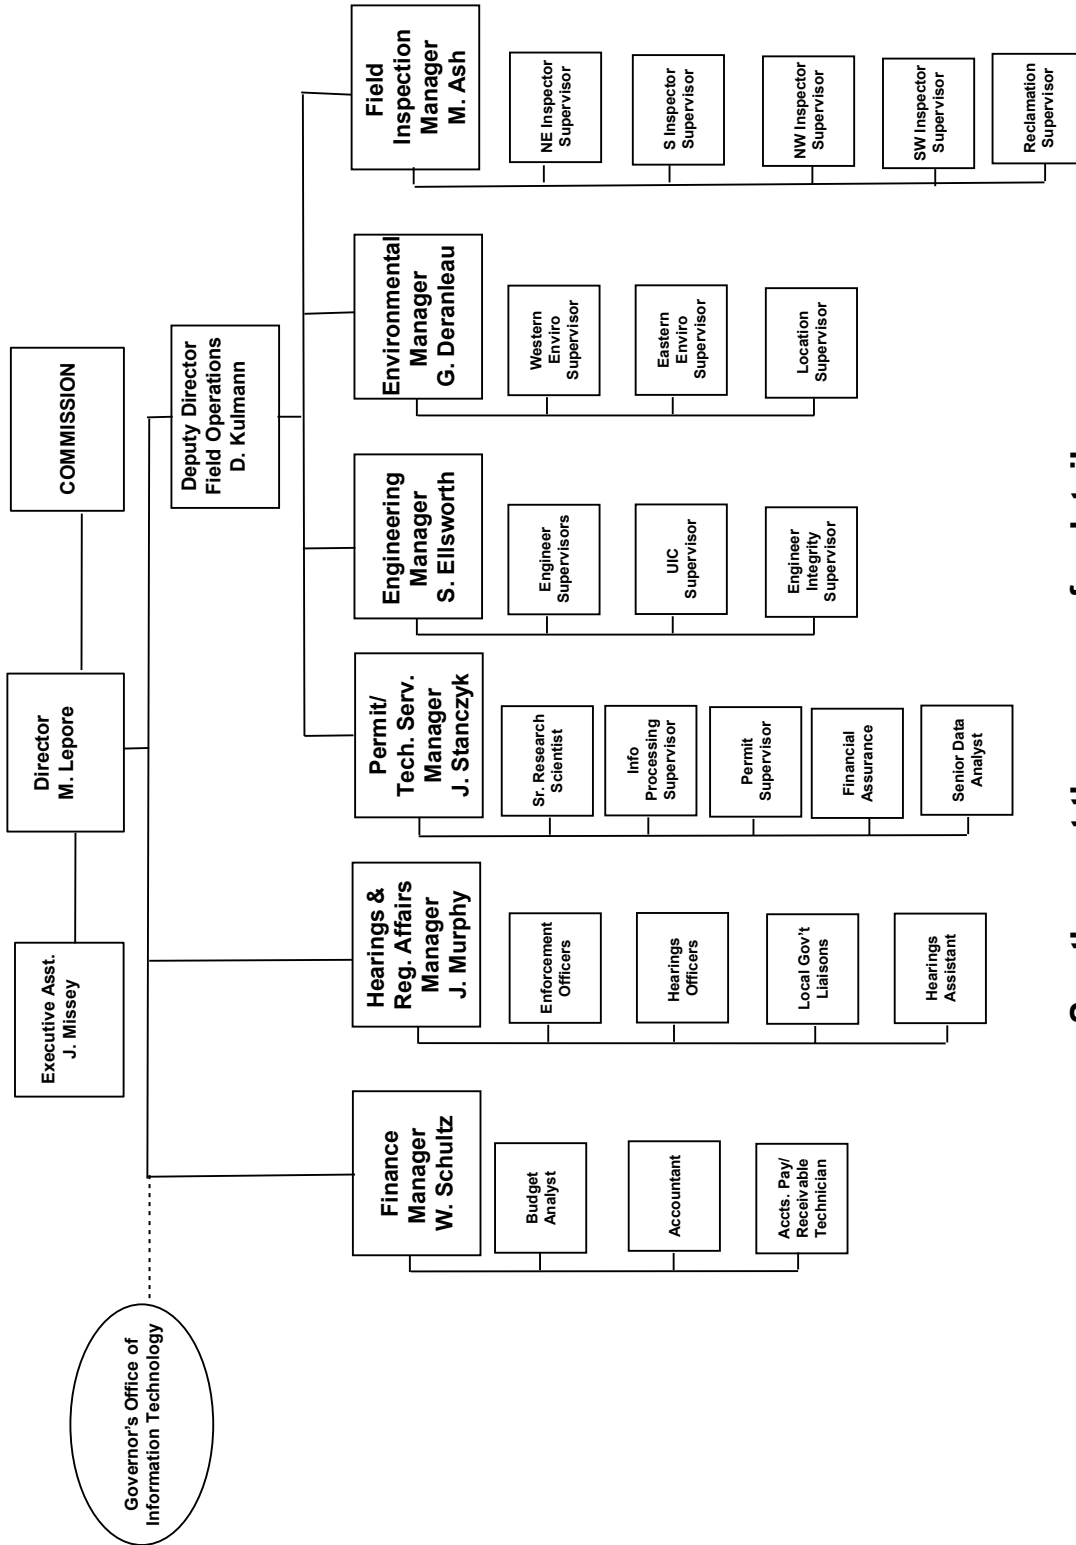 COMMISSION
Director
M. Lepore
Executive Asst.
J. Missey
Governor's Office of
Information Technology
Deputy Director
Field Operations
D. Kulmann
Finance
Manager
W. Schultz
Hearings &
Reg. Affairs
Manager
J. Murphy
Permit/
Tech. Serv.
Manager
J. Stanczyk
Engineering
Manager
S. Ellsworth
Environmental
Manager
G. Deranleau
Field
Inspection
Manager
M. Ash
Budget
Analyst
Accountant
Accts. Pay/
Receivable
Technician
Enforcement
Officers
Hearings
Officers
Local Gov't
Liaisons
Hearings
Assistant
Sr. Research
Scientist
Info
Processing
Supervisor
Permit
Supervisor
Financial
Assurance
Senior Data
Analyst
Engineer
Supervisors
UIC
Supervisor
Engineer
Integrity
Supervisor
Western
Enviro
Supervisor
Eastern
Enviro
Supervisor
Location
Supervisor
NE Inspector
Supervisor
S Inspector
Supervisor
NW Inspector
Supervisor
SW Inspector
Supervisor
Reclamation
Supervisor